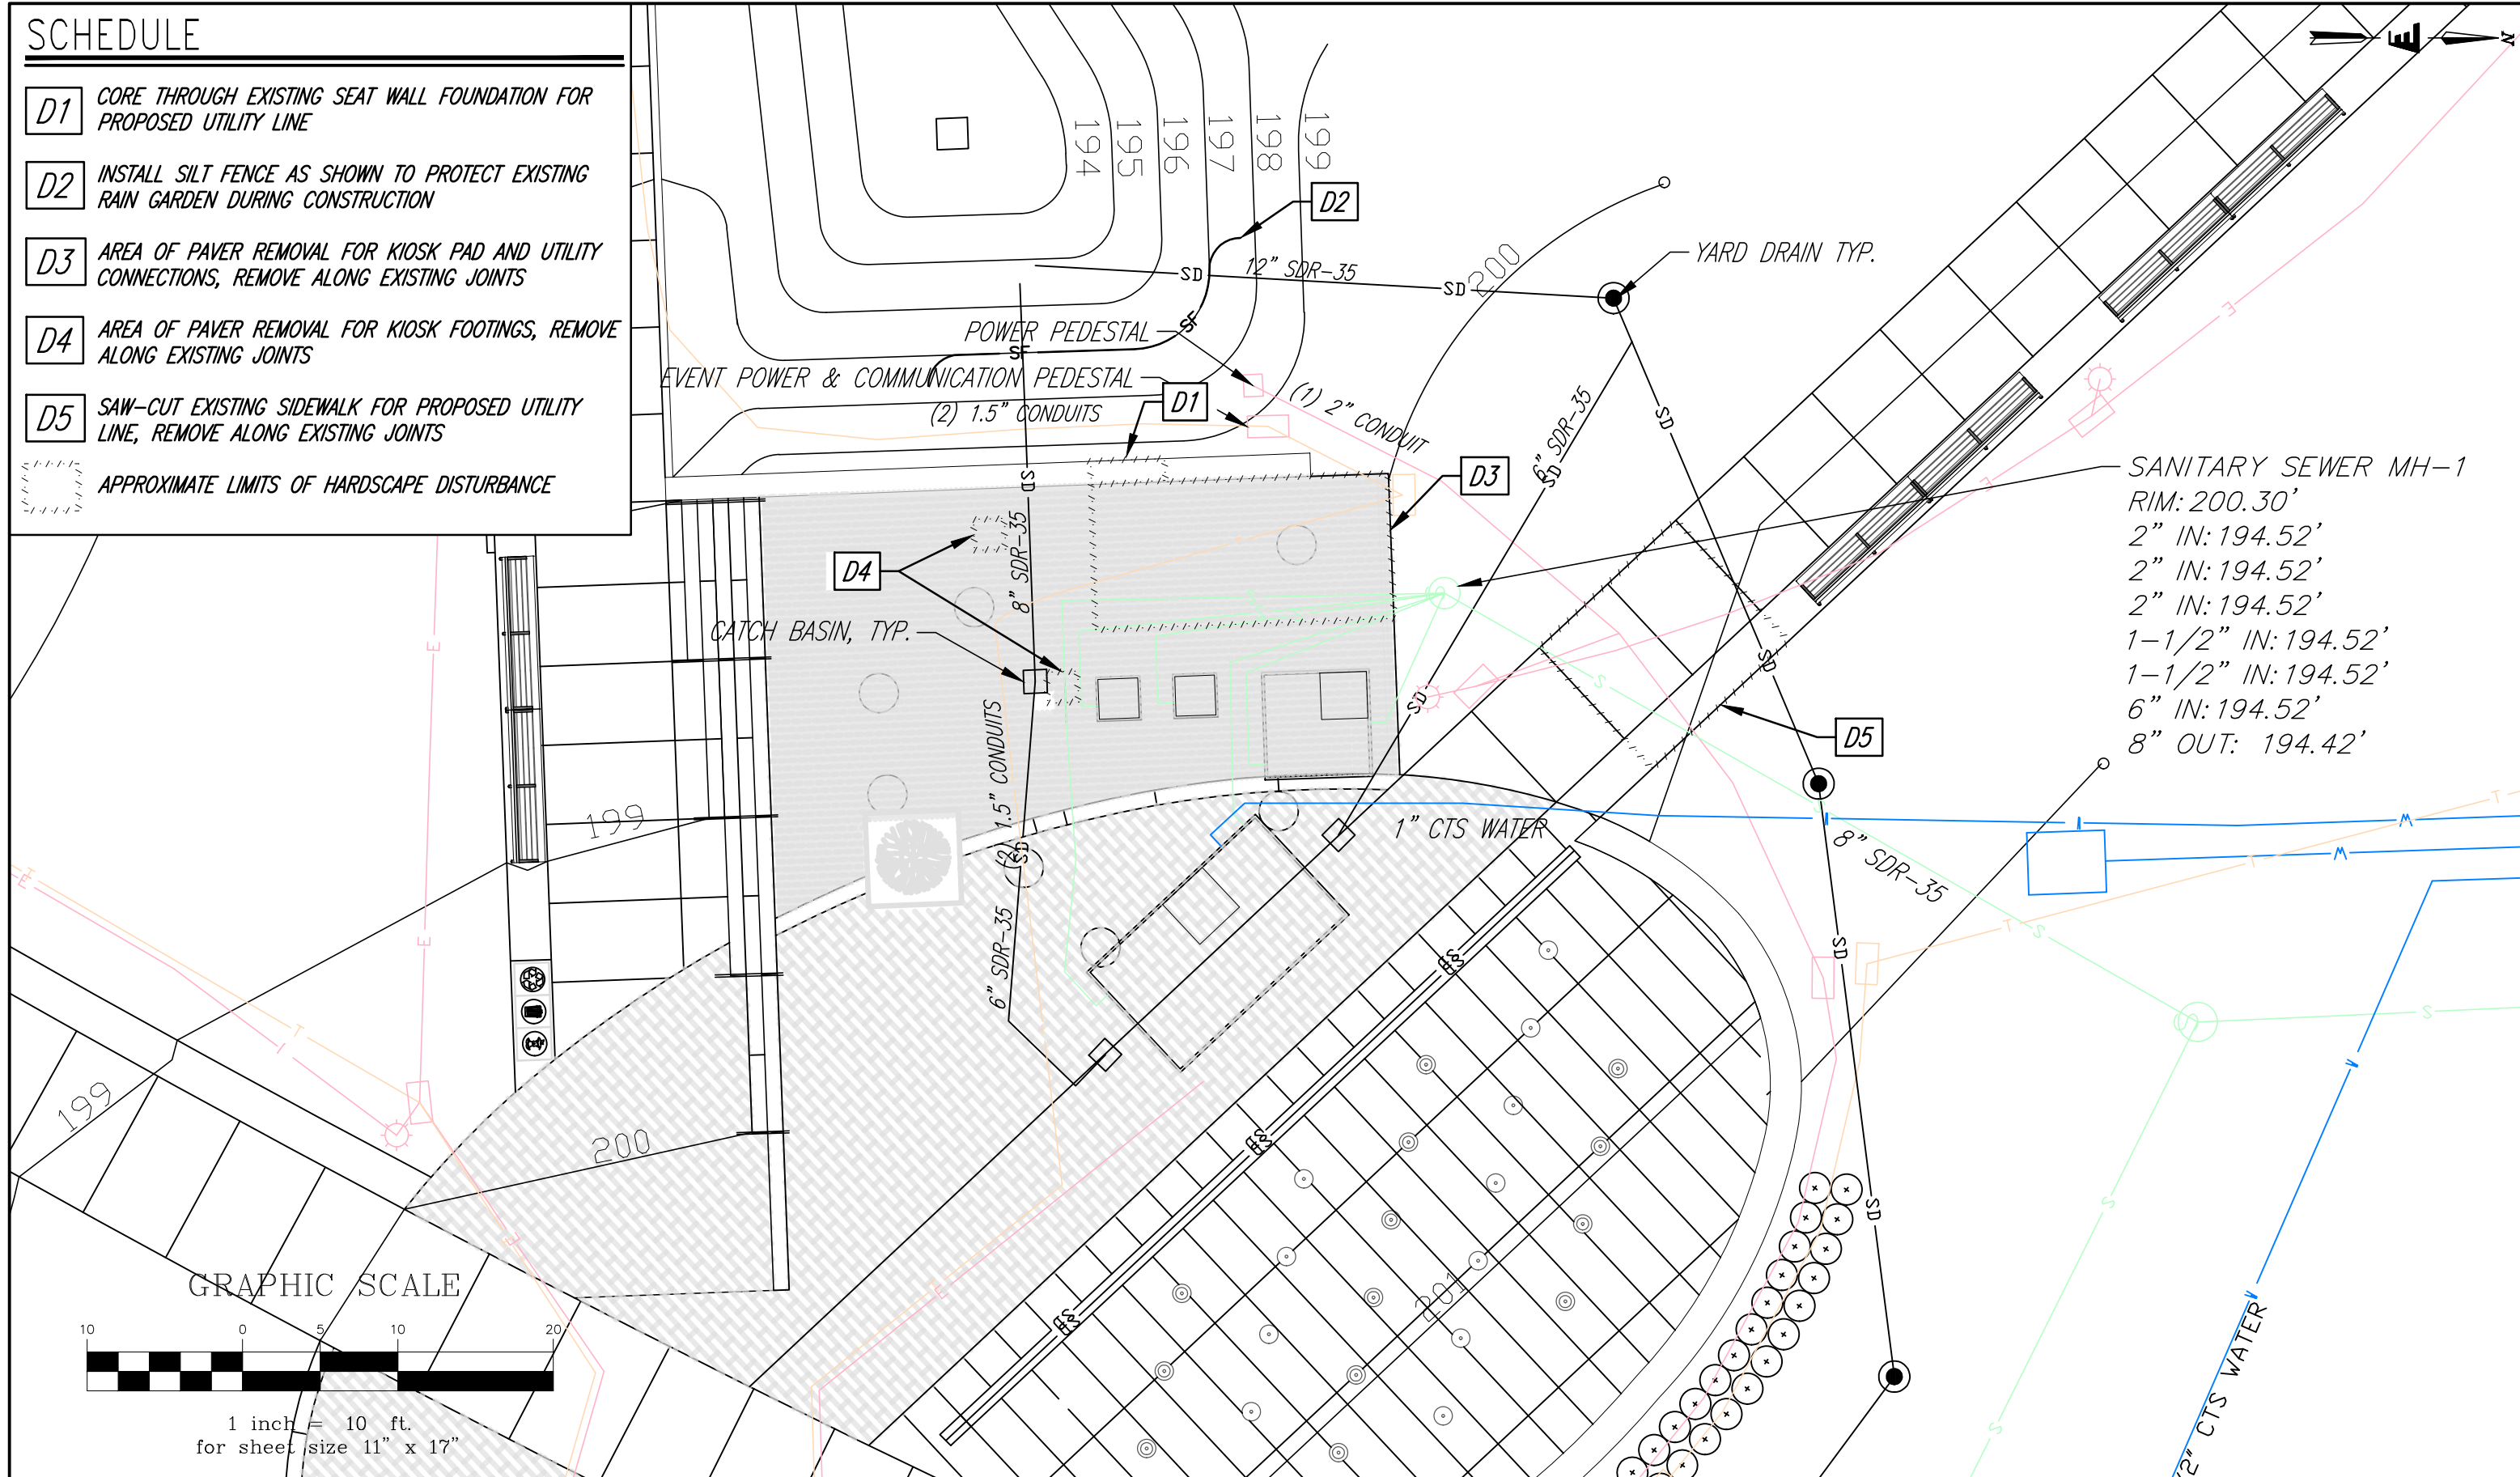 SCHEDULE
D1 CORE THROUGH EXISTING SEAT WALL FOUNDATION FOR
PROPOSED UTILITY LINE
D2 INSTALL SILT FENCE AS SHOWN TO PROTECT EXISTING
RAIN GARDEN DURING CONSTRUCTION
D3 AREA OF PAVER REMOVAL FOR KIOSK PAD AND UTILITY
CONNECTIONS, REMOVE ALONG EXISTING JOINTS
D4 AREA OF PAVER REMOVAL FOR KIOSK FOOTINGS, REMOVE
ALONG EXISTING JOINTS
D5 SAW-CUT EXISTING SIDEWALK FOR PROPOSED UTILITY
LINE, REMOVE ALONG EXISTING JOINTS
APPROXIMATE LIMITS OF HARDSCAPE DISTURBANCE
E
N
194
195
196
197
198
199
D2
200
YARD DRAIN TYP.
SD
12" SDR-35
SD
SF
SF
POWER PEDESTAL
EVENT POWER & COMMUNICATION PEDESTAL
(2) 1.5" CONDUITS
D1
(1) 2" CONDUIT
6" SDR-35
SD
SD
E
E
D3
SD
8" SDR-35
D4
CATCH BASIN, TYP.
S
SANITARY SEWER MH-1
RIM: 200.30'
2" IN: 194.52'
2" IN: 194.52'
2" IN: 194.52'
1-1/2" IN: 194.52'
1-1/2" IN: 194.52'
6" IN: 194.52'
8" OUT: 194.42'
E
SD
SD
S
D5
(2) 1.5" CONDUITS
SD
6" SDR-35
1" CTS WATER
8" SDR-35
W
W
T
T
T
S
S
SD
199
E
E
T
199
200
E
201
SD
S
S
W
W
1/2" CTS WATER
GRAPHIC SCALE
10 0 5 10 20
1 inch = 10 ft.
for sheet size 11" x 17"